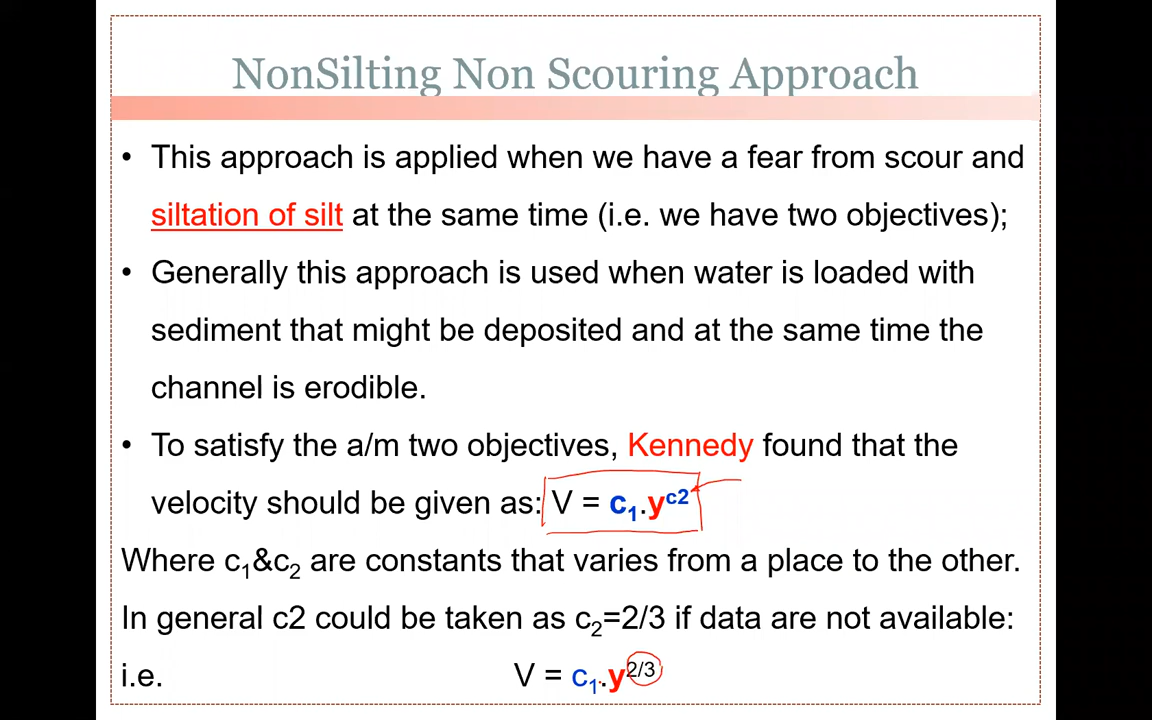 NonSilting Non Scouring Approach
• This approach is applied when we have a fear from scour and
siltation of silt at the same time (i.e. we have two objectives);
• Generally this approach is used when water is loaded with
sediment that might be deposited and at the same time the
channel is erodible.
• To satisfy the a/m two objectives, Kennedy found that the
velocity should be given as: V = c₁.y^c2
Where c₁&c₂ are constants that varies from a place to the other.
In general c2 could be taken as c₂=2/3 if data are not available:
i.e. V = c₁.y^2/3